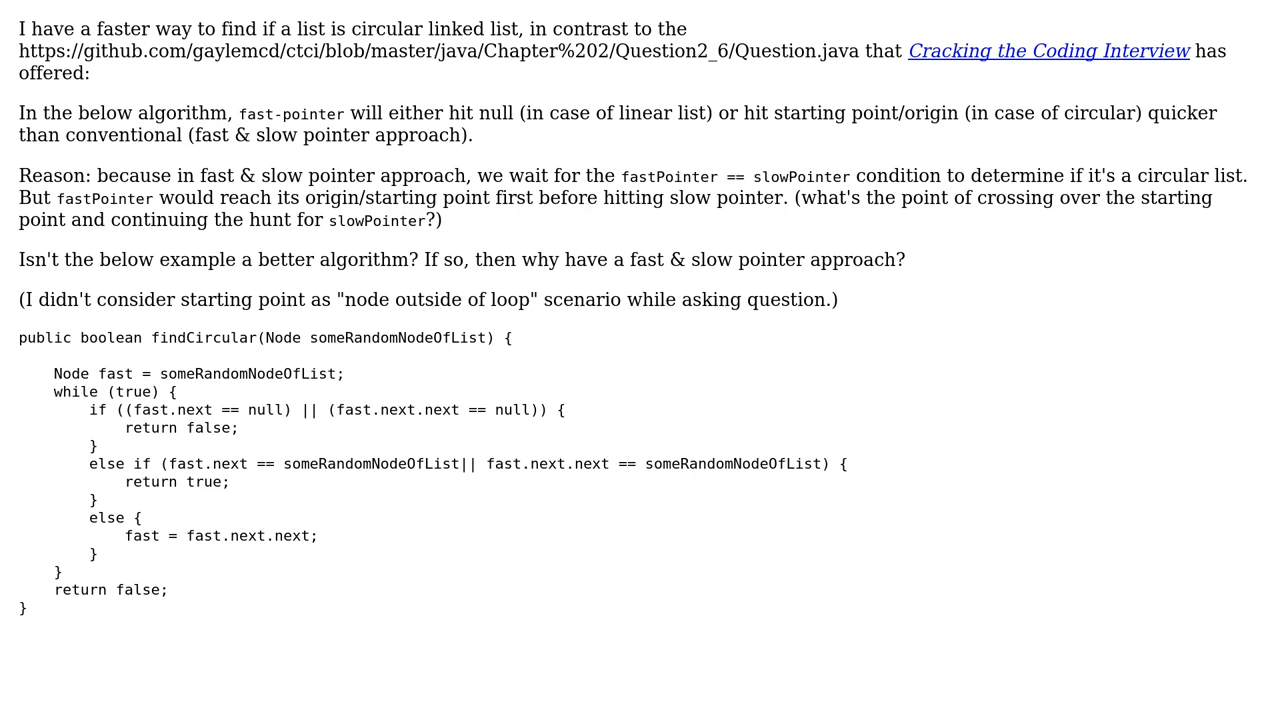 I have a faster way to find if a list is circular linked list, in contrast to the
https://github.com/gaylemcd/ctci/blob/master/java/Chapter%202/Question2_6/Question.java that Cracking the Coding Interview has
offered:
In the below algorithm, fast-pointer will either hit null (in case of linear list) or hit starting point/origin (in case of circular) quicker
than conventional (fast & slow pointer approach).
Reason: because in fast & slow pointer approach, we wait for the fastPointer == slowPointer condition to determine if it's a circular list.
But fastPointer would reach its origin/starting point first before hitting slow pointer. (what's the point of crossing over the starting
point and continuing the hunt for slowPointer?)
Isn't the below example a better algorithm? If so, then why have a fast & slow pointer approach?
(I didn't consider starting point as "node outside of loop" scenario while asking question.)
public boolean findCircular(Node someRandomNodeOfList) {
    Node fast = someRandomNodeOfList;
    while (true) {
        if ((fast.next == null) || (fast.next.next == null)) {
            return false;
        }
        else if (fast.next == someRandomNodeOfList|| fast.next.next == someRandomNodeOfList) {
            return true;
        }
        else {
            fast = fast.next.next;
        }
    }
    return false;
}